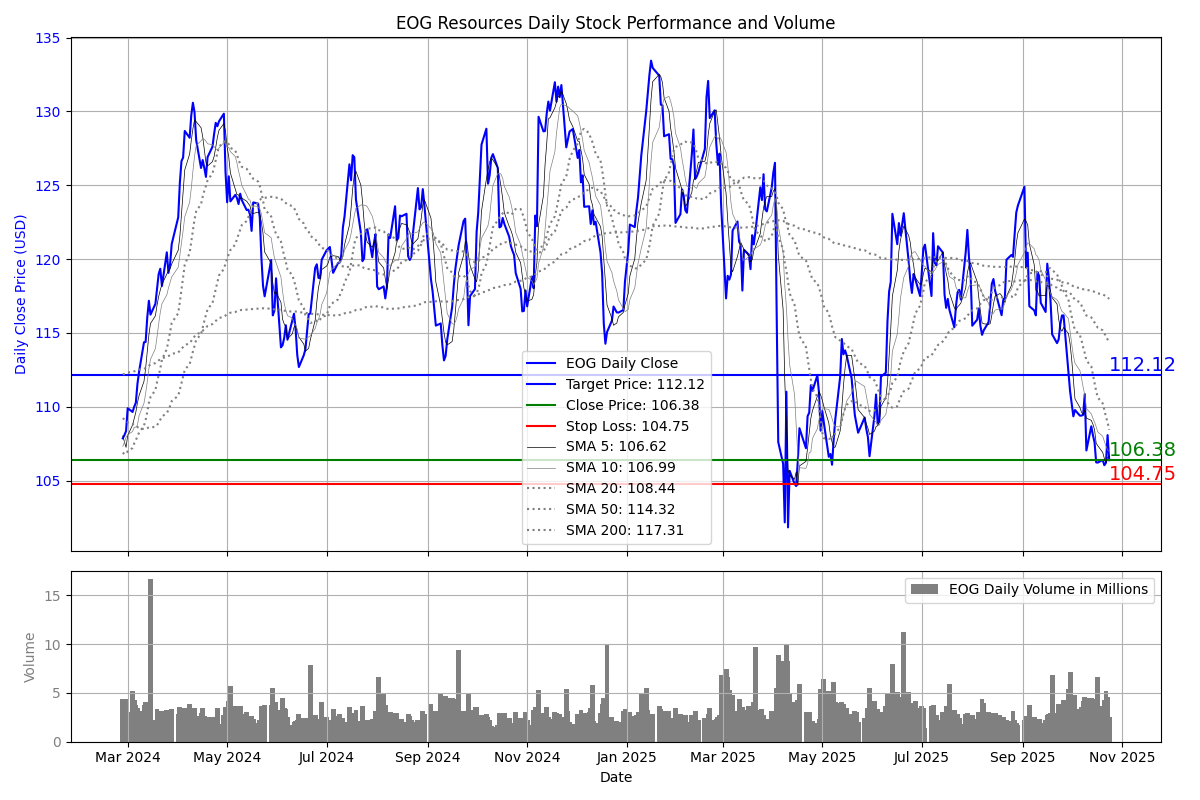 EOG Resources Daily Stock Performance and Volume
Daily Close Price (USD)
135
130
125
120
115
110
105
112.12
106.38
104.75
EOG Daily Close
Target Price: 112.12
Close Price: 106.38
Stop Loss: 104.75
SMA 5: 106.62
SMA 10: 106.99
SMA 20: 108.44
SMA 50: 114.32
SMA 200: 117.31
Volume
15
10
5
0
EOG Daily Volume in Millions
Mar 2024 May 2024 Jul 2024 Sep 2024 Nov 2024 Jan 2025 Mar 2025 May 2025 Jul 2025 Sep 2025 Nov 2025
Date